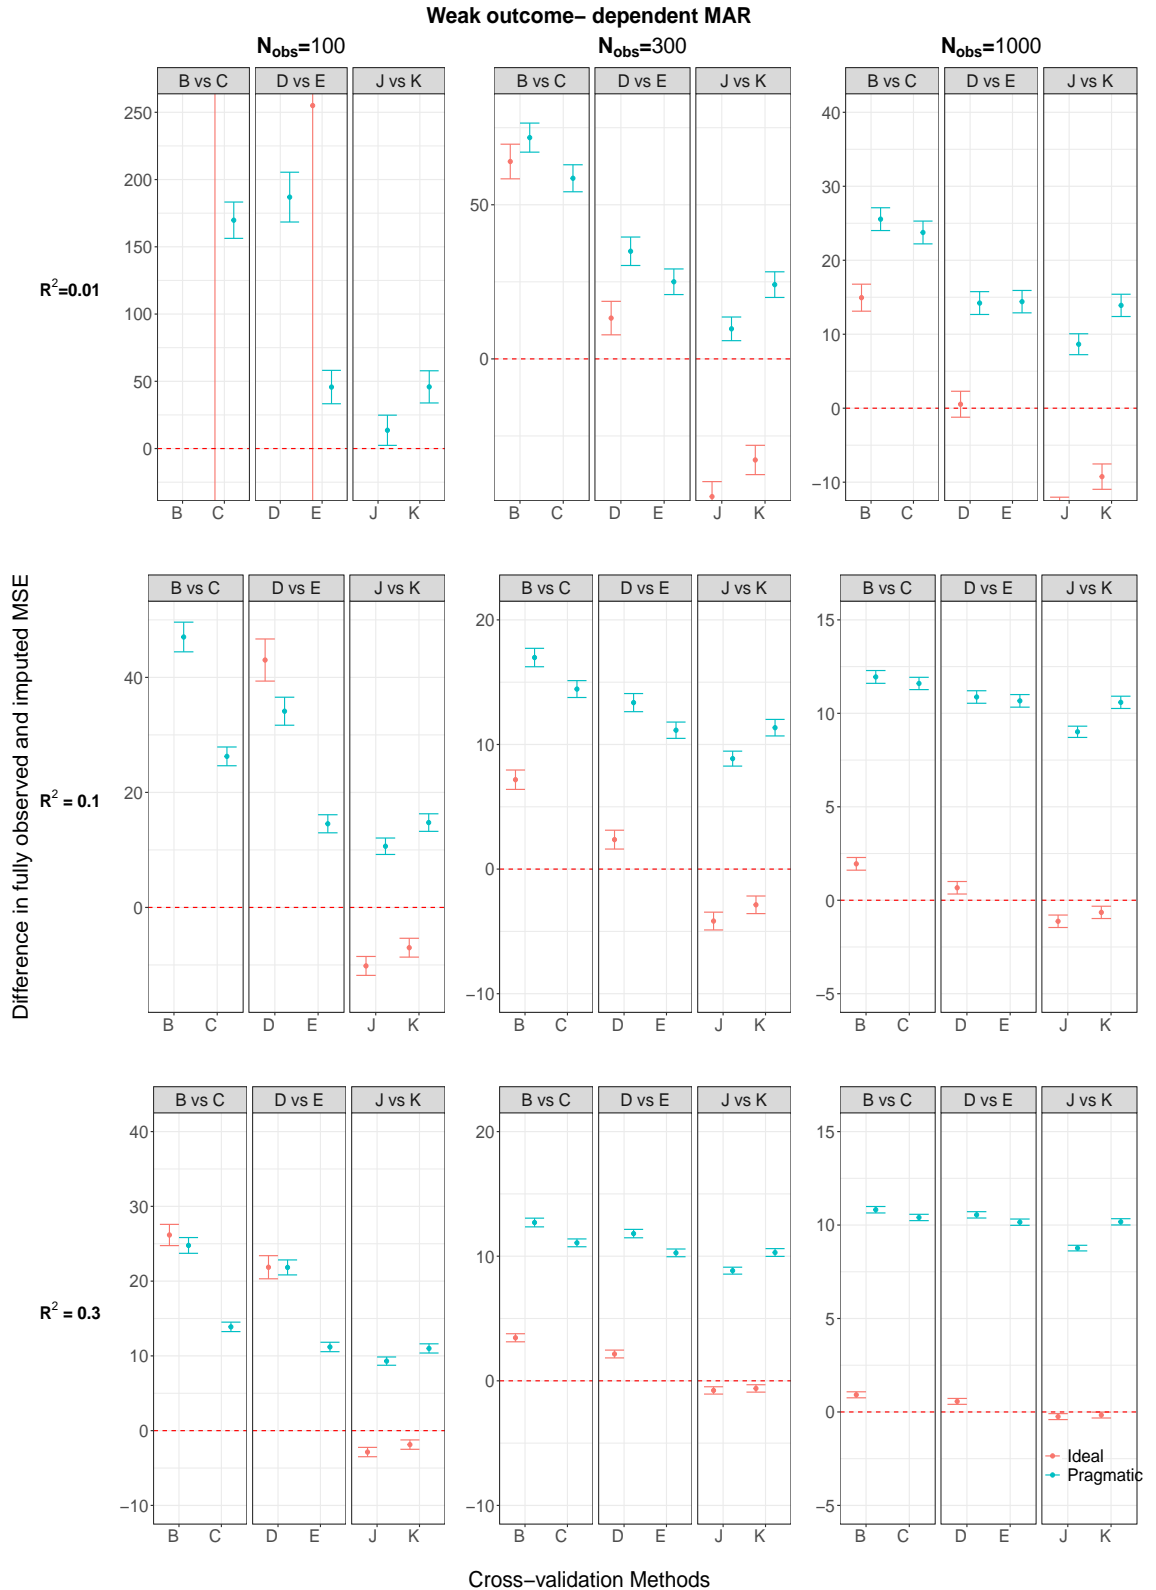 Weak outcome− dependent MAR
Nobs=100 Nobs=300 Nobs=1000
B vs C D vs E J vs K B vs C D vs E J vs K B vs C D vs E J vs K
250
200
150
100
50
0
50
0
40
30
20
10
0
−10
R²=0.01
B C D E J K B C D E J K B C D E J K
Difference in fully observed and imputed MSE
B vs C D vs E J vs K B vs C D vs E J vs K B vs C D vs E J vs K
40
20
0
20
10
0
−10
15
10
5
0
−5
R² = 0.1
B C D E J K B C D E J K B C D E J K
B vs C D vs E J vs K B vs C D vs E J vs K B vs C D vs E J vs K
40
30
20
10
0
−10
20
10
0
−10
15
10
5
0
−5
R² = 0.3
Ideal
Pragmatic
B C D E J K B C D E J K B C D E J K
Cross−validation Methods